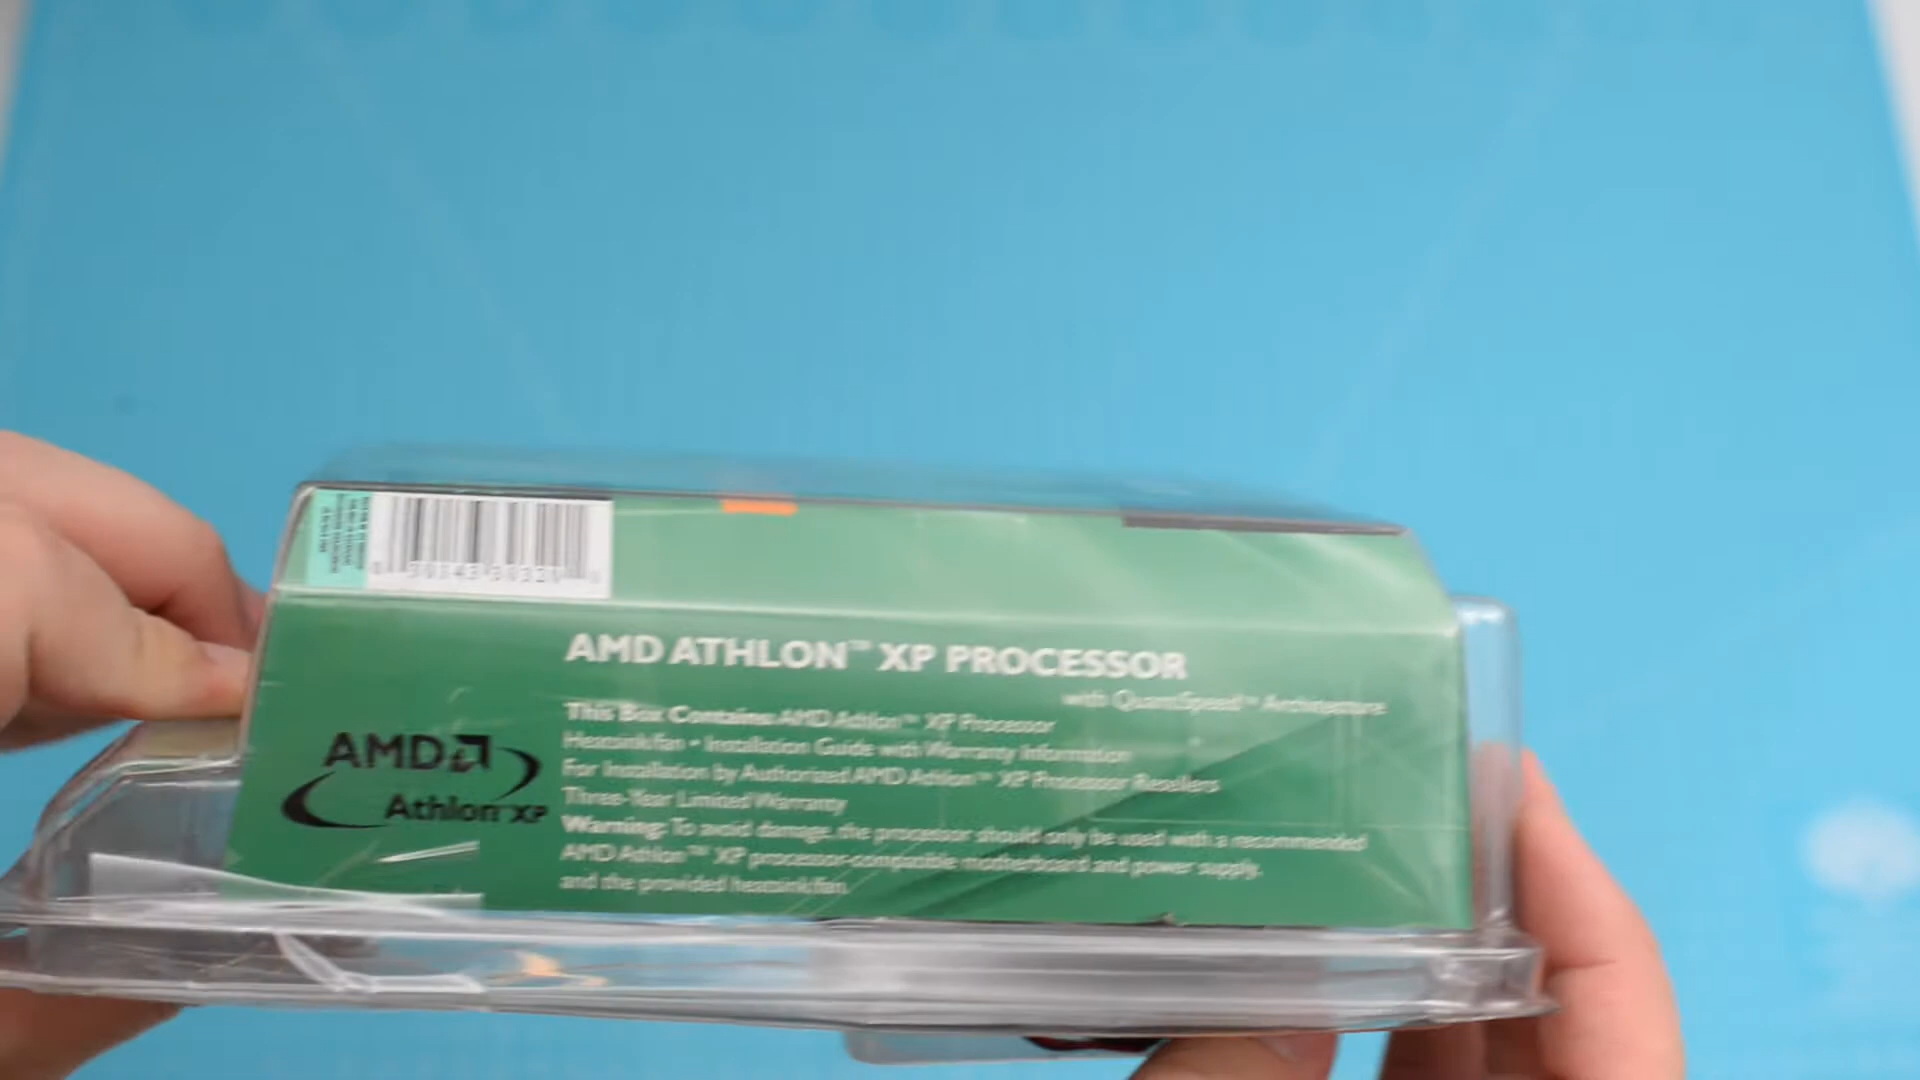 AMD ATHLON™ XP PROCESSOR
with QuantiSpeed™ Architecture
This Box Contains: AMD Athlon™ XP Processor
Heatsink/fan • Installation Guide with Warranty Information
For Installation by Authorized AMD Athlon™ XP Processor Resellers
Three-Year Limited Warranty
Warning: To avoid damage, the processor should only be used with a recommended
AMD Athlon™ XP processor-compatible motherboard and power supply,
and the provided heatsink/fan.
AMD
Athlon™ XP